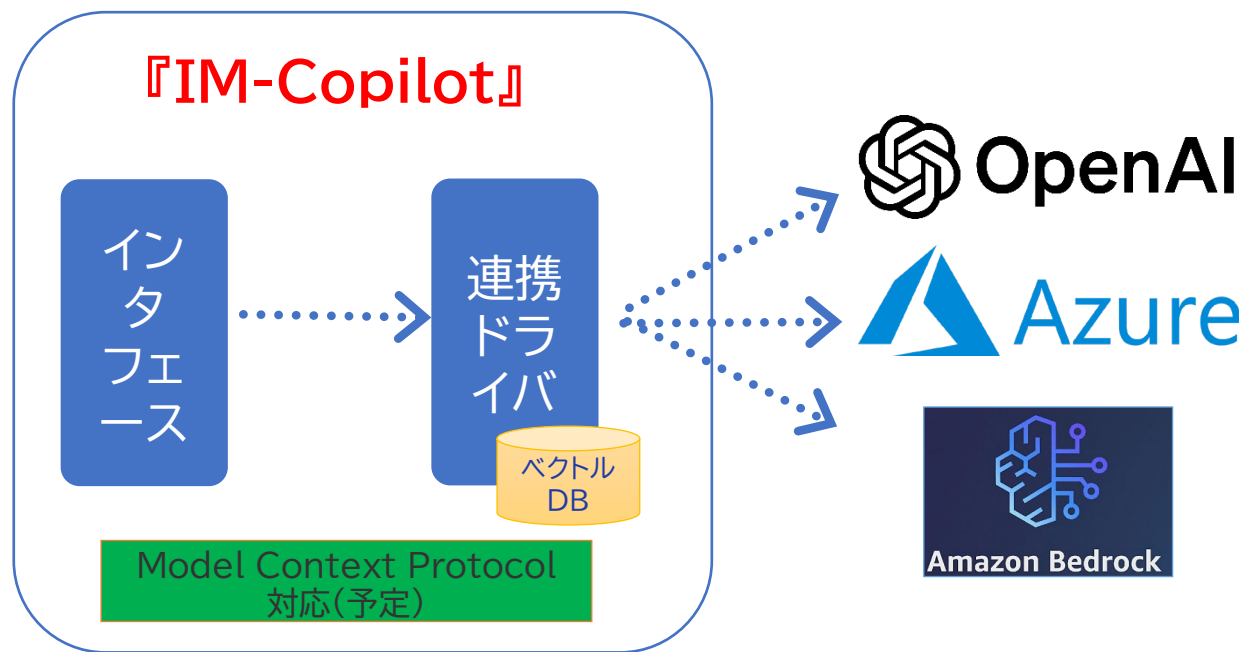 『IM-Copilot』
イン
タ
フェ
ース
連携
ドラ
イバ
ベクトル
DB
Model Context Protocol
対応(予定)
OpenAI
Azure
Amazon Bedrock